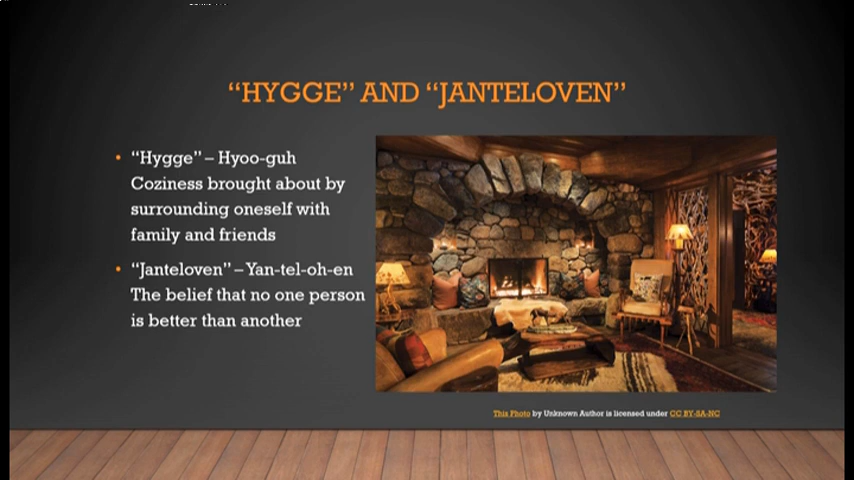 “HYGGE” AND “JANTELOVEN”
• “Hygge” – Hyoo-guh
Coziness brought about by
surrounding oneself with
family and friends
• “Janteloven” – Yan-tel-oh-en
The belief that no one person
is better than another
This Photo by Unknown Author is licensed under CC BY-SA-NC